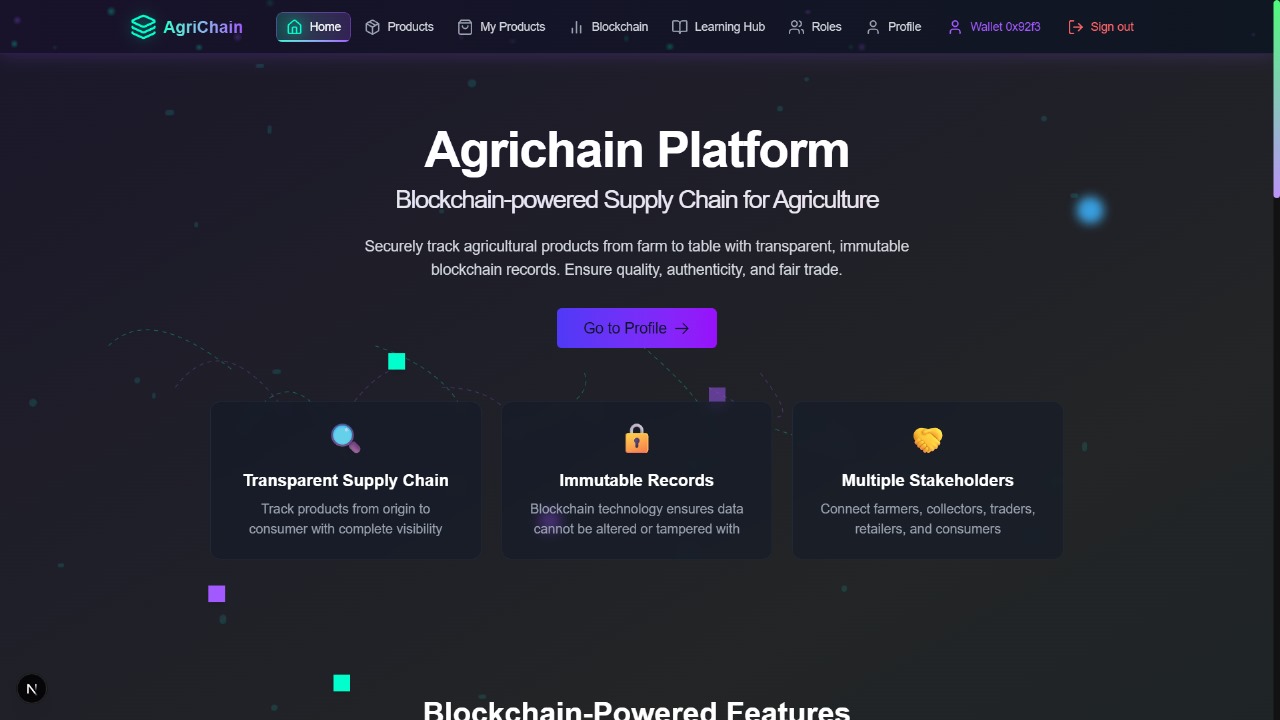 AgriChain
Home
Products
My Products
Blockchain
Learning Hub
Roles
Profile
Wallet 0x92f3
Sign out
Agrichain Platform
Blockchain-powered Supply Chain for Agriculture
Securely track agricultural products from farm to table with transparent, immutable
blockchain records. Ensure quality, authenticity, and fair trade.
Go to Profile →
Transparent Supply Chain
Track products from origin to
consumer with complete visibility
Immutable Records
Blockchain technology ensures data
cannot be altered or tampered with
Multiple Stakeholders
Connect farmers, collectors, traders,
retailers, and consumers
N
Blockchain-Powered Features